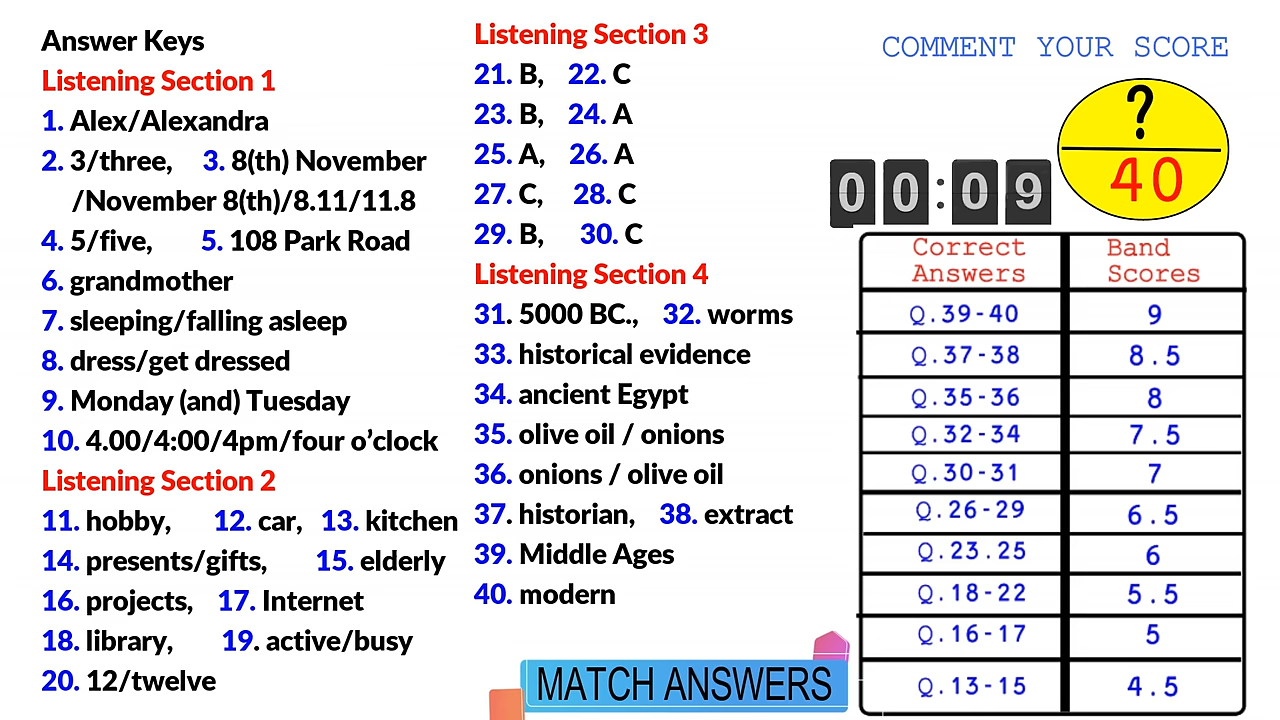 Answer Keys
Listening Section 1
1. Alex/Alexandra
2. 3/three, 3. 8(th) November
/November 8(th)/8.11/11.8
4. 5/five, 5. 108 Park Road
6. grandmother
7. sleeping/falling asleep
8. dress/get dressed
9. Monday (and) Tuesday
10. 4.00/4:00/4pm/four o’clock
Listening Section 2
11. hobby, 12. car, 13. kitchen
14. presents/gifts, 15. elderly
16. projects, 17. Internet
18. library, 19. active/busy
20. 12/twelve
Listening Section 3
21. B, 22. C
23. B, 24. A
25. A, 26. A
27. C, 28. C
29. B, 30. C
Listening Section 4
31. 5000 BC., 32. worms
33. historical evidence
34. ancient Egypt
35. olive oil / onions
36. onions / olive oil
37. historian, 38. extract
39. Middle Ages
40. modern
MATCH ANSWERS
COMMENT YOUR SCORE
?
40
00:09
Correct Answers Band Scores
Q.39-40 9
Q.37-38 8.5
Q.35-36 8
Q.32-34 7.5
Q.30-31 7
Q.26-29 6.5
Q.23.25 6
Q.18-22 5.5
Q.16-17 5
Q.13-15 4.5